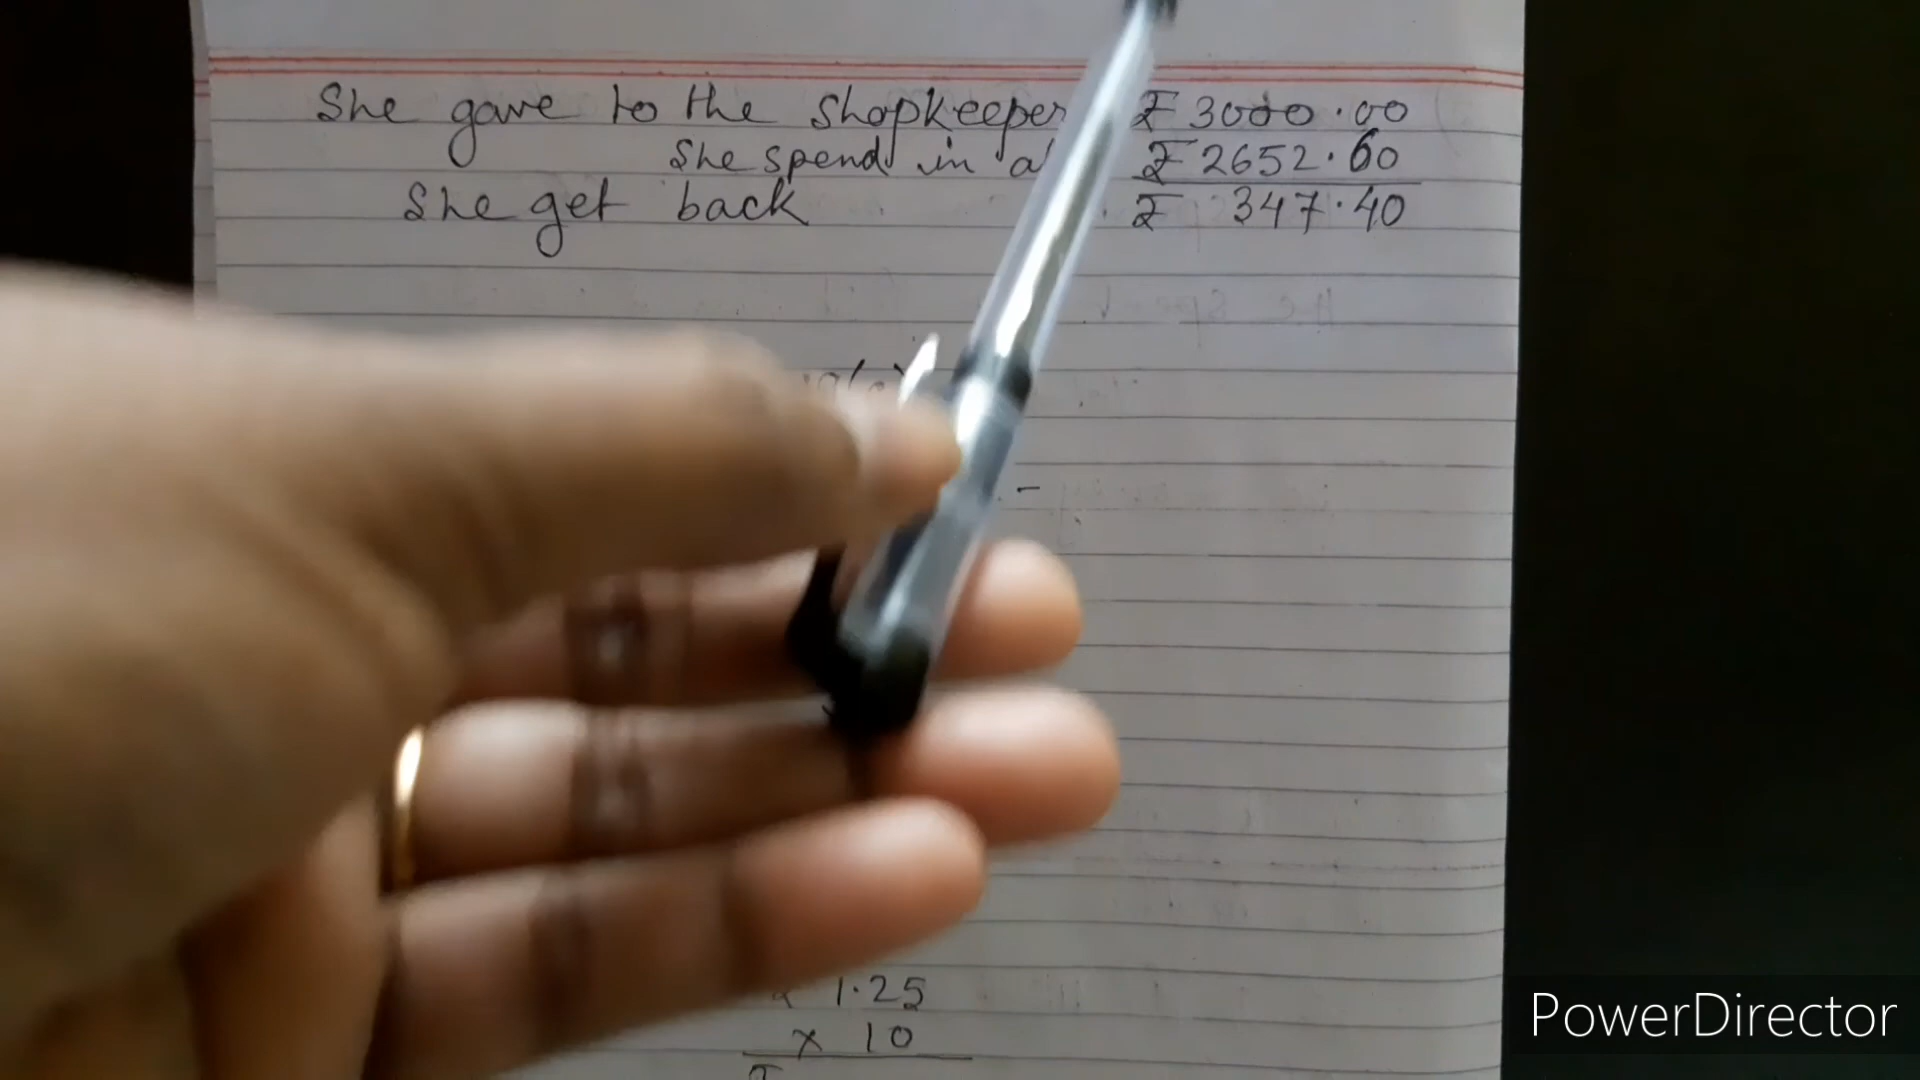 She gave to the shopkeeper ₹ 3000.00
She spend in ₹ 2652.60
She get back ₹ 347.40
₹ 1.25
x 10
PowerDirector